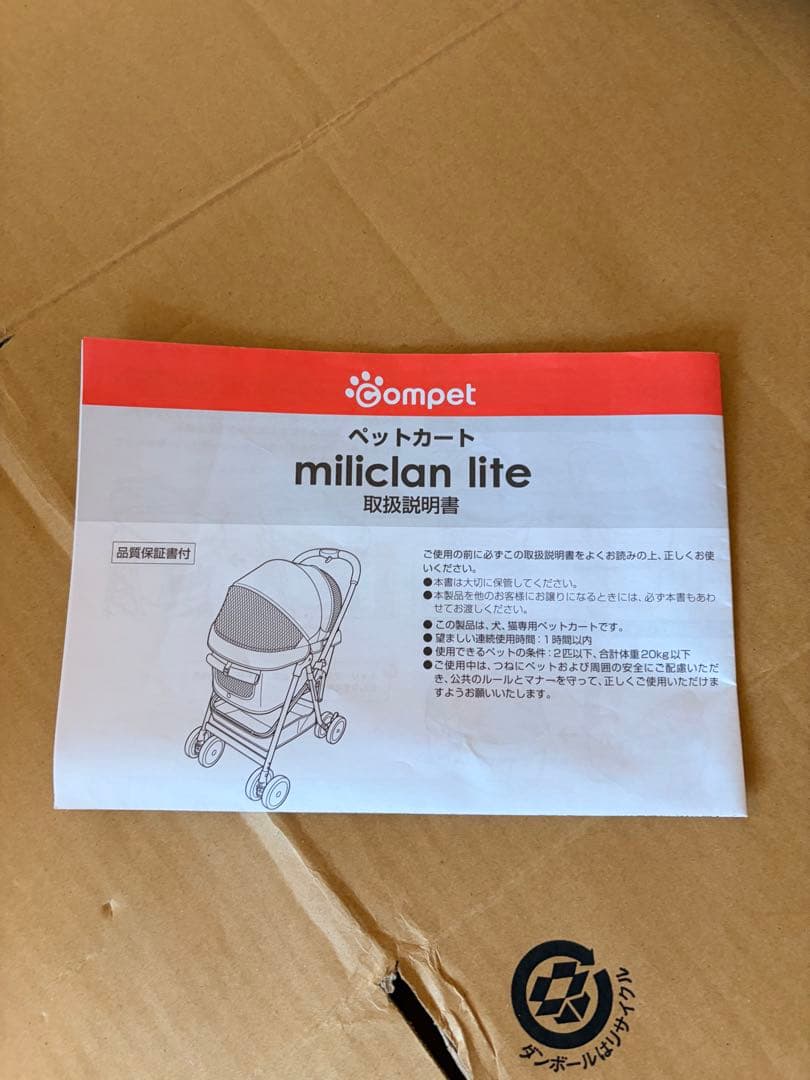 compet
ペットカート
miliclan lite
取扱説明書
品質保証書付
ご使用の前に必ずこの取扱説明書をよくお読みの上、正しくお使
いください。
●本書は大切に保管してください。
●本製品を他のお客様にお譲りになるときには、必ず本書もあわ
せてお渡しください。
● この製品は、犬、猫専用ペットカートです。
● 望ましい連続使用時間：1時間以内
● 使用できるペットの条件：2匹以下、合計体重20kg以下
●ご使用中は、つねにペットおよび周囲の安全にご配慮いただ
き、公共のルールとマナーを守って、正しくご使用いただけま
すようお願いいたします。
ダンボールはリサイクル